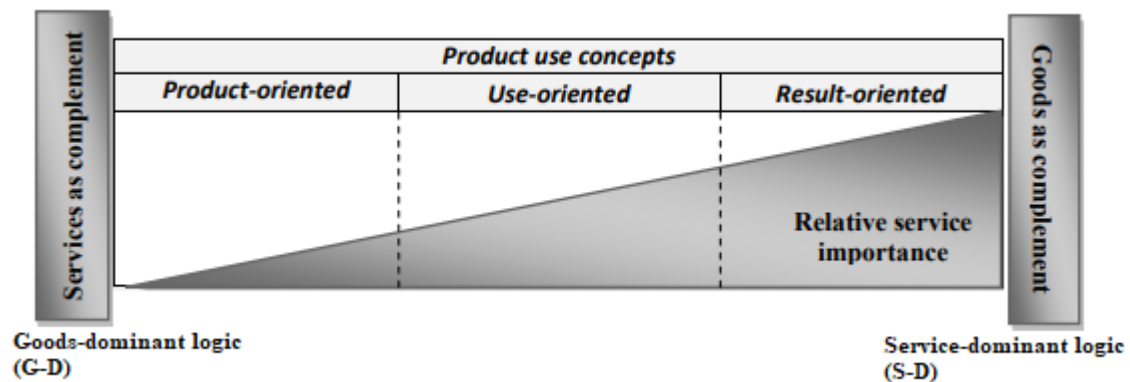 Services as complement
Product use concepts
Product-oriented
Use-oriented
Result-oriented
Relative service
importance
Goods as complement
Goods-dominant logic
(G-D)
Service-dominant logic
(S-D)